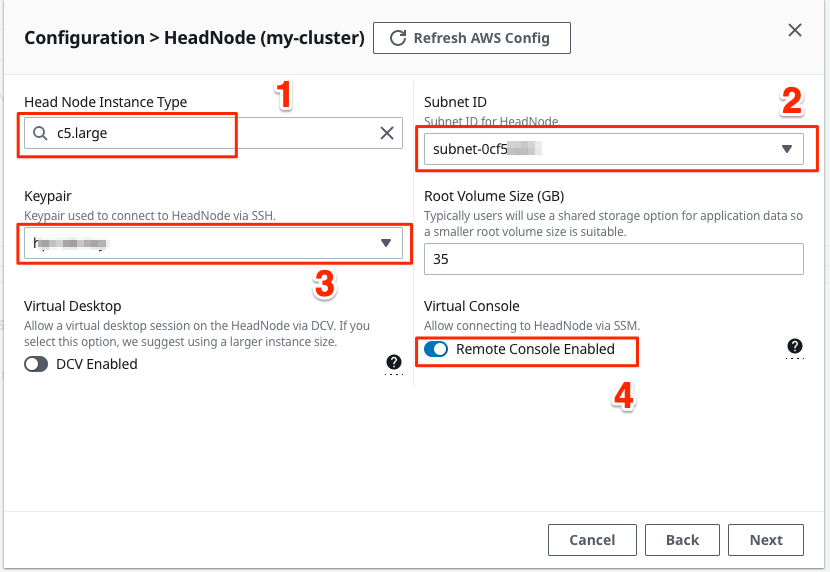 Configuration > HeadNode (my-cluster)
Refresh AWS Config
1
Head Node Instance Type
c5.large
2
Subnet ID
Subnet ID for HeadNode.
subnet-0cf5
Keypair
Keypair used to connect to HeadNode via SSH.
3
Root Volume Size (GB)
Typically users will use a shared storage option for application data so
a smaller root volume size is suitable.
35
Virtual Desktop
Allow a virtual desktop session on the HeadNode via DCV. If you
select this option, we suggest using a larger instance size.
DCV Enabled
Virtual Console
Allow connecting to HeadNode via SSM.
Remote Console Enabled
4
Cancel
Back
Next